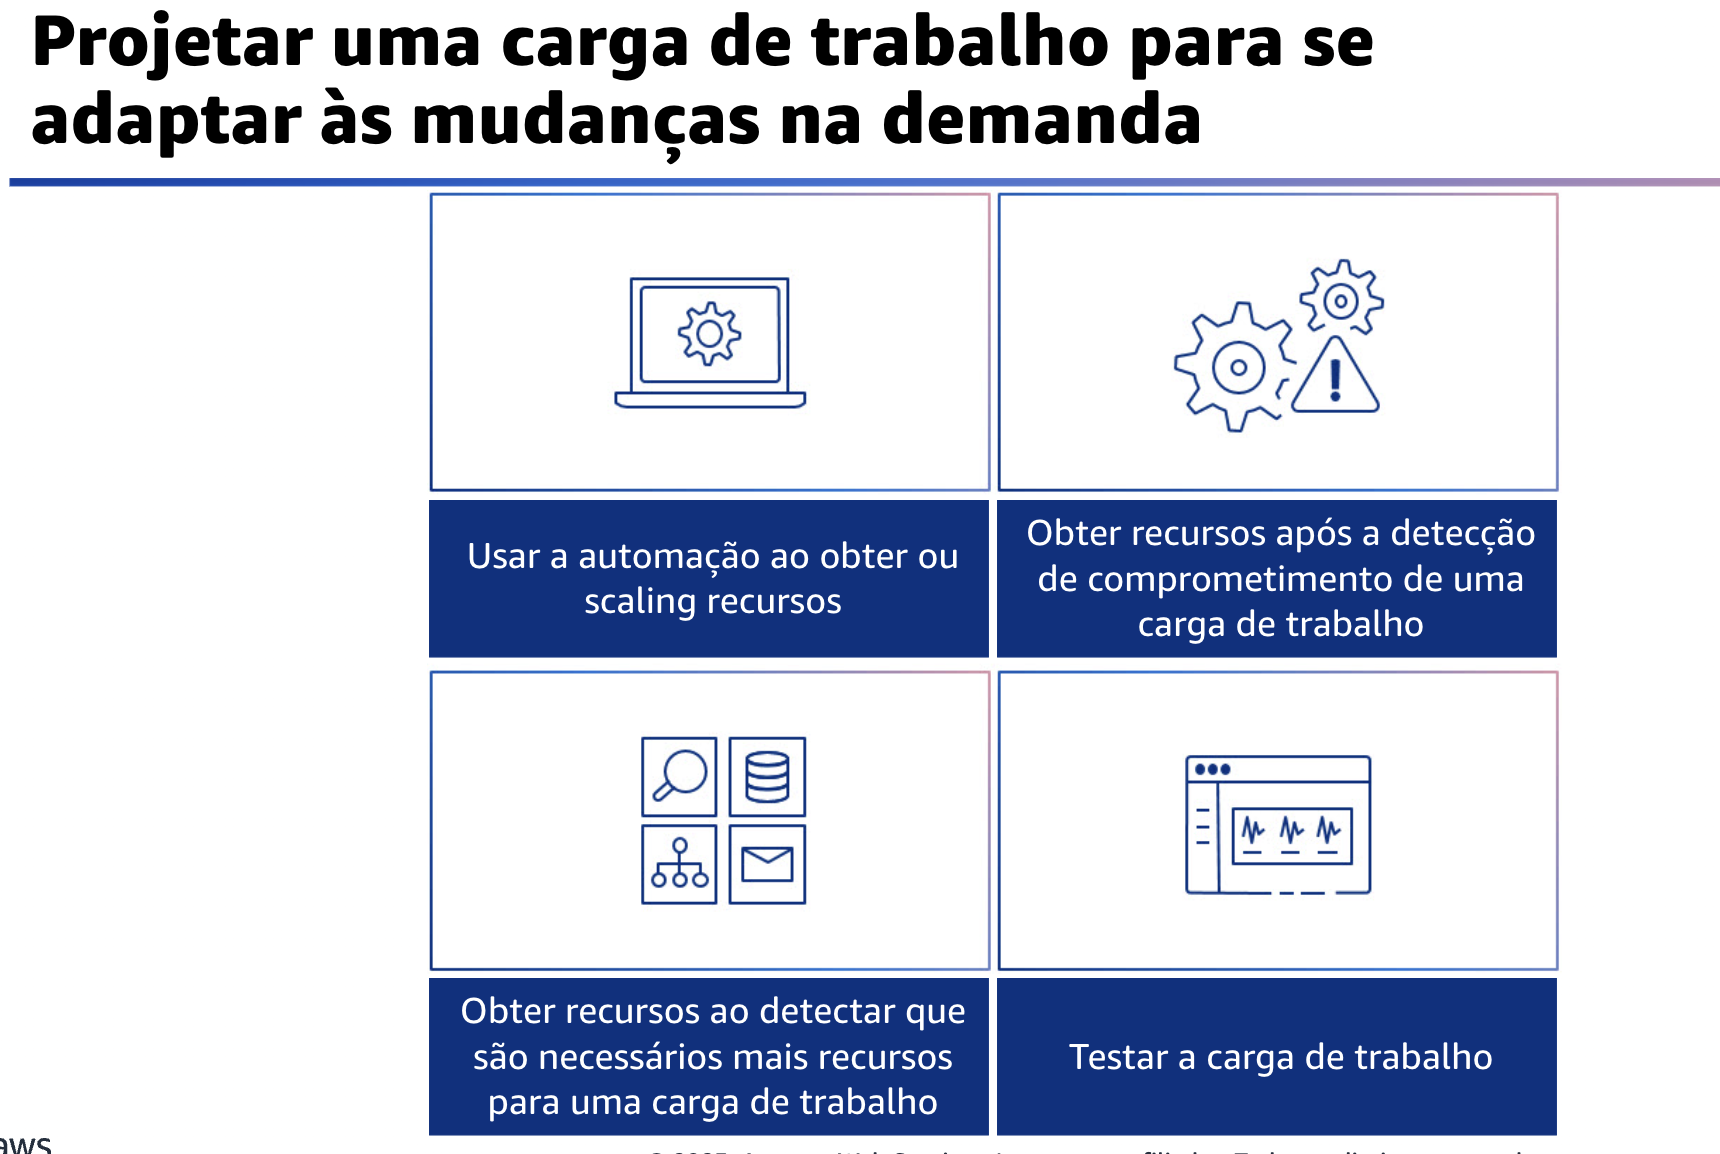 Projetar uma carga de trabalho para se
adaptar às mudanças na demanda
Usar a automação ao obter ou
scaling recursos
Obter recursos após a detecção
de comprometimento de uma
carga de trabalho
Obter recursos ao detectar que
são necessários mais recursos
para uma carga de trabalho
Testar a carga de trabalho
aws